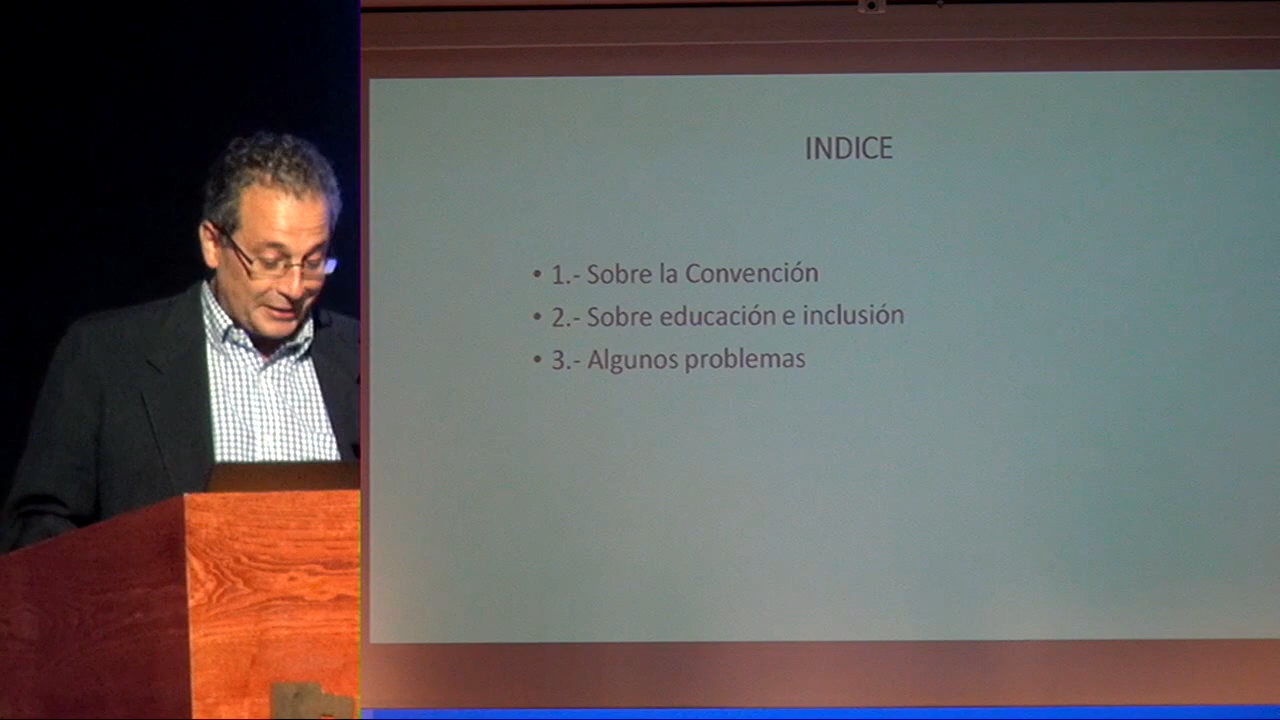 INDICE
• 1.- Sobre la Convención
• 2.- Sobre educación e inclusión
• 3.- Algunos problemas